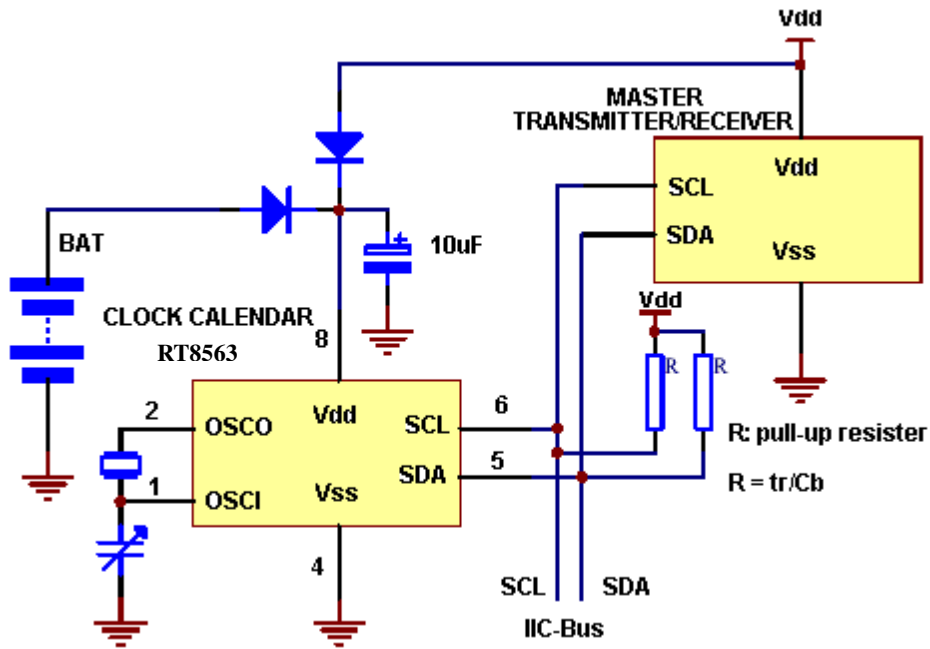 Vdd
MASTER
TRANSMITTER/RECEIVER
Vdd
SCL
SDA
Vss
BAT
10uF
+
Vdd
CLOCK CALENDAR
RT8563
8
R
R
2
OSCO
Vdd
SCL
6
R: pull-up resister
1
OSCI
Vss
SDA
5
R = tr/Cb
4
SCL
SDA
IIC-Bus